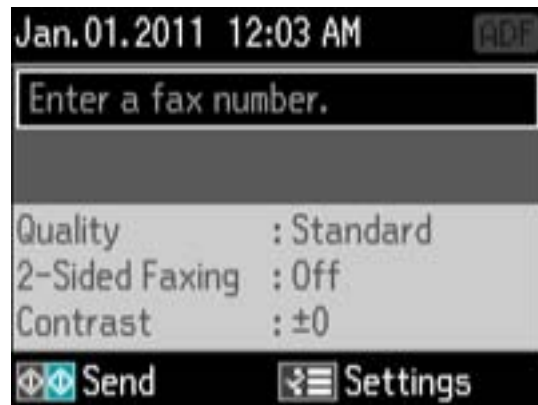 Jan.01.2011 12:03 AM ADF
Enter a fax number.
Quality : Standard
2-Sided Faxing : Off
Contrast : ±0
Send Settings